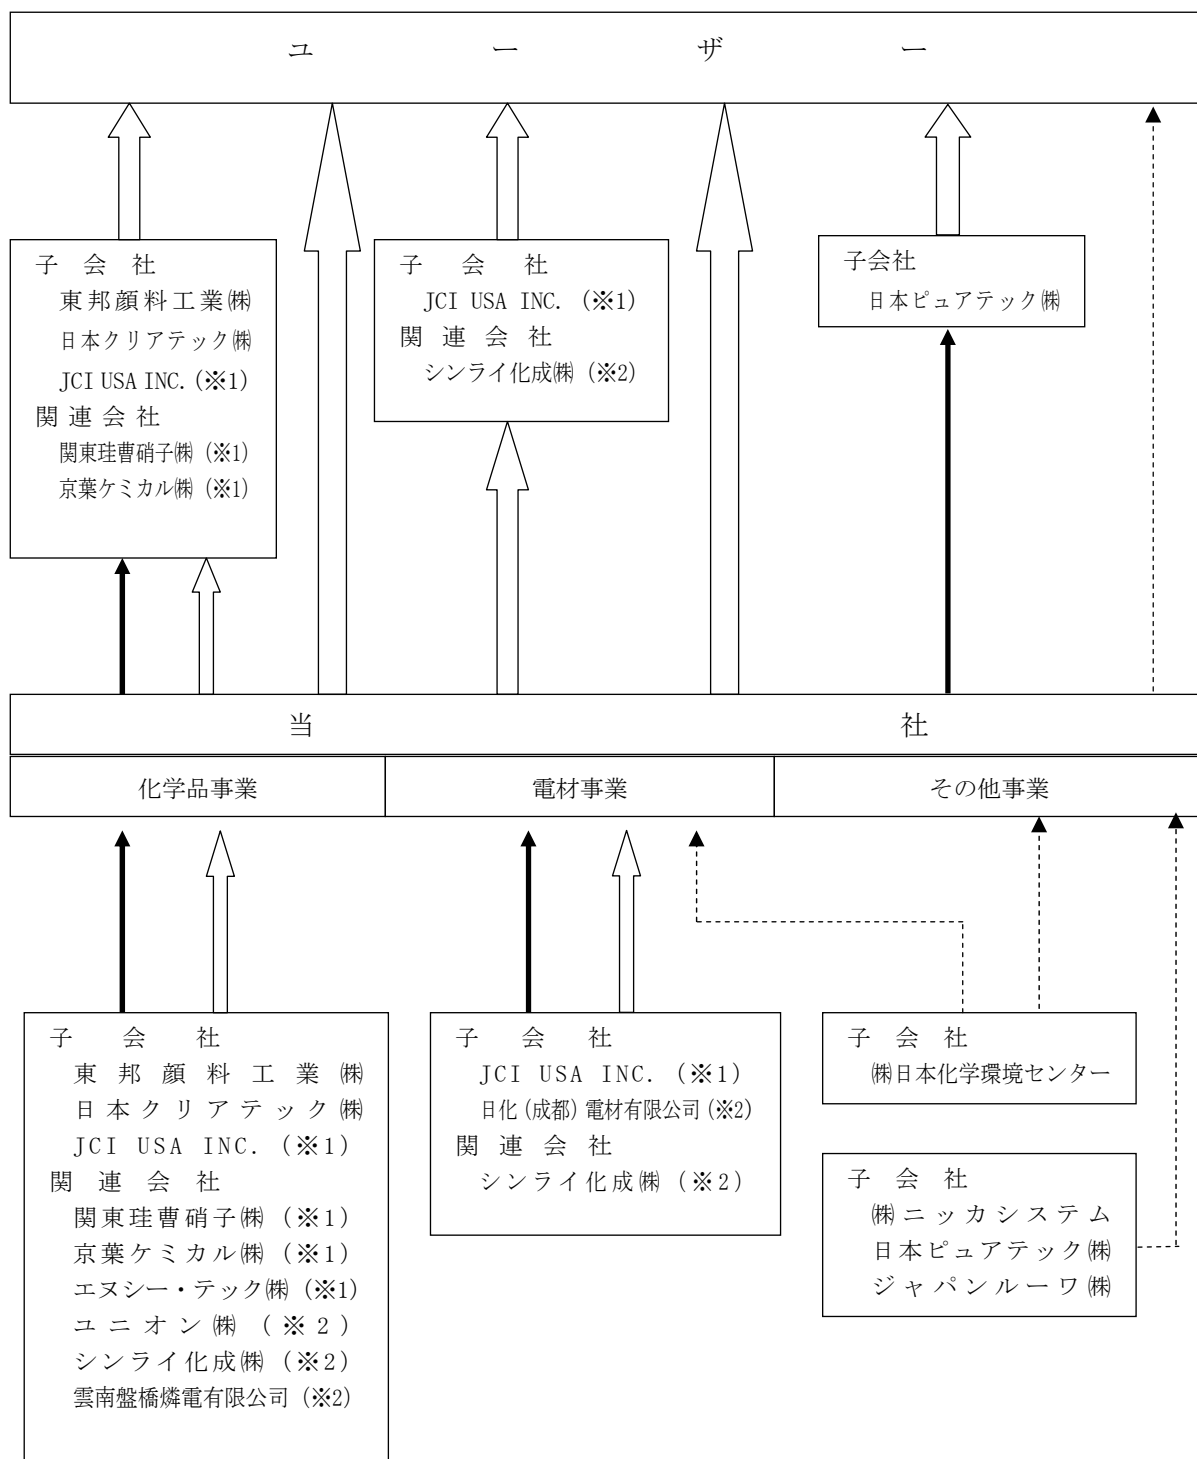 ユーザー
子会社
東邦顔料工業㈱
日本クリアテック㈱
JCI USA INC.(※1)
関連会社
関東珪曹硝子㈱(※1)
京葉ケミカル㈱(※1)
子会社
JCI USA INC.(※1)
関連会社
シンライ化成㈱(※2)
子会社
日本ピュアテック㈱
当社
化学品事業
電材事業
その他事業
子会社
東邦顔料工業㈱
日本クリアテック㈱
JCI USA INC.(※1)
関連会社
関東珪曹硝子㈱(※1)
京葉ケミカル㈱(※1)
エヌシー・テック㈱(※1)
ユニオン㈱(※2)
シンライ化成㈱(※2)
雲南盤橋燐電有限公司(※2)
子会社
JCI USA INC.(※1)
日化(成都)電材有限公司(※2)
関連会社
シンライ化成㈱(※2)
子会社
㈱日本化学環境センター
子会社
㈱ニッカシステム
日本ピュアテック㈱
ジャパンルーワ㈱